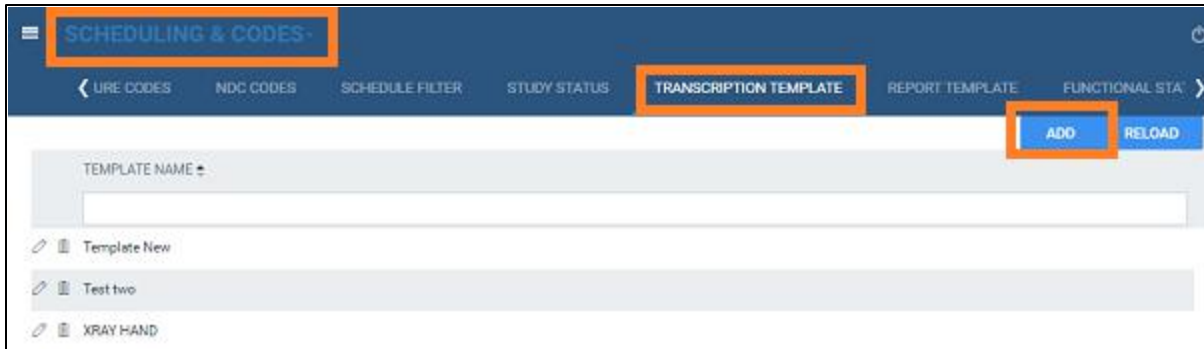 SCHEDULING & CODES
URE CODES NDC CODES SCHEDULE FILTER STUDY STATUS TRANSCRIPTION TEMPLATE REPORT TEMPLATE FUNCTIONAL STAT
ADD RELOAD
TEMPLATE NAME
Template New
Test two
XRAY HAND